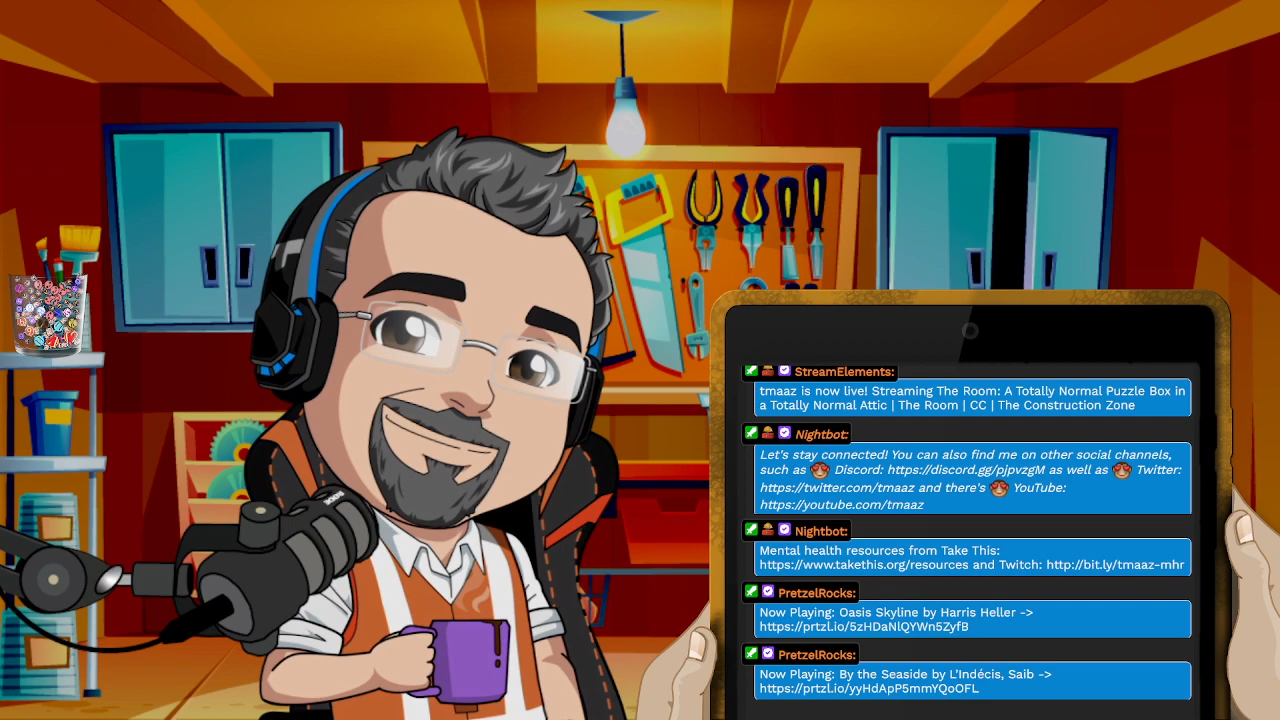 StreamElements:
tmaaz is now live! Streaming The Room: A Totally Normal Puzzle Box in
a Totally Normal Attic | The Room | CC | The Construction Zone
Nightbot:
Let's stay connected! You can also find me on other social channels,
such as Discord: https://discord.gg/pjpvzgM as well as Twitter:
https://twitter.com/tmaaz and there's YouTube:
https://youtube.com/tmaaz
Nightbot:
Mental health resources from Take This:
https://www.takethis.org/resources and Twitch: http://bit.ly/tmaaz-mhr
PretzelRocks:
Now Playing: Oasis Skyline by Harris Heller ->
https://prtzl.io/5zHDaNlQYWn5ZyfB
PretzelRocks:
Now Playing: By the Seaside by L'Indécis, Saib ->
https://prtzl.io/yyHdApP5mmYQoOFL